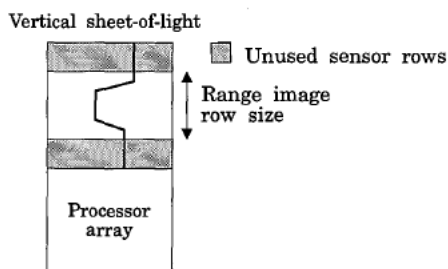 Vertical sheet-of-light
Unused sensor rows
Range image
row size
Processor
array